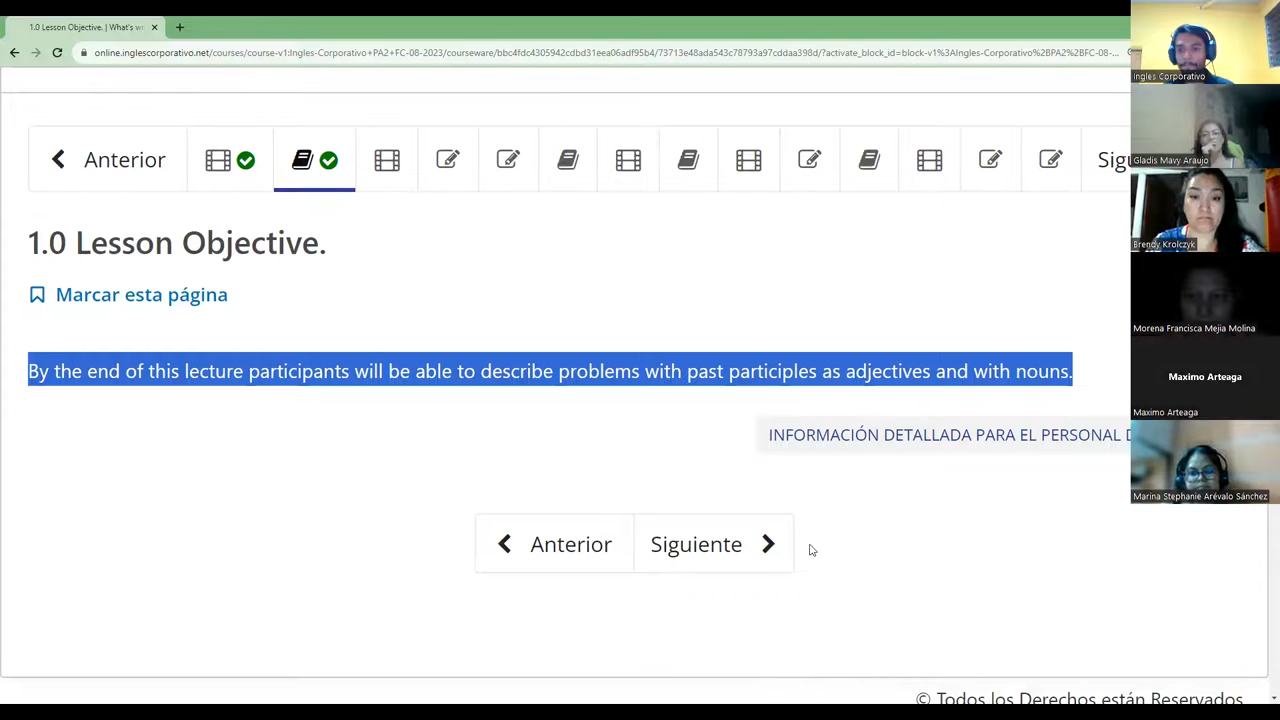 1.0 Lesson Objective. | What's w
online.inglescorporativo.net/courses/course-v1:Ingles-Corporativo+PA2+FC-08-2023/courseware/bbc4fdc4305942cdbd31eea06adf95b4/73713e48ada543c78793a97cddaa398d/?activate_block_id=block-v1%3AIngles-Corporativo%2BPA2%2BFC-08-...
Anterior
Sigu
1.0 Lesson Objective.
Marcar esta página
By the end of this lecture participants will be able to describe problems with past participles as adjectives and with nouns.
INFORMACIÓN DETALLADA PARA EL PERSONAL D
Anterior
Siguiente
© Todos los Derechos están Reservados
Ingles Corporativo
Gladis Mavy Araujo
Brendy Krolczyk
Morena Francisca Mejia Molina
Maximo Arteaga
Maximo Arteaga
Marina Stephanie Arévalo Sánchez